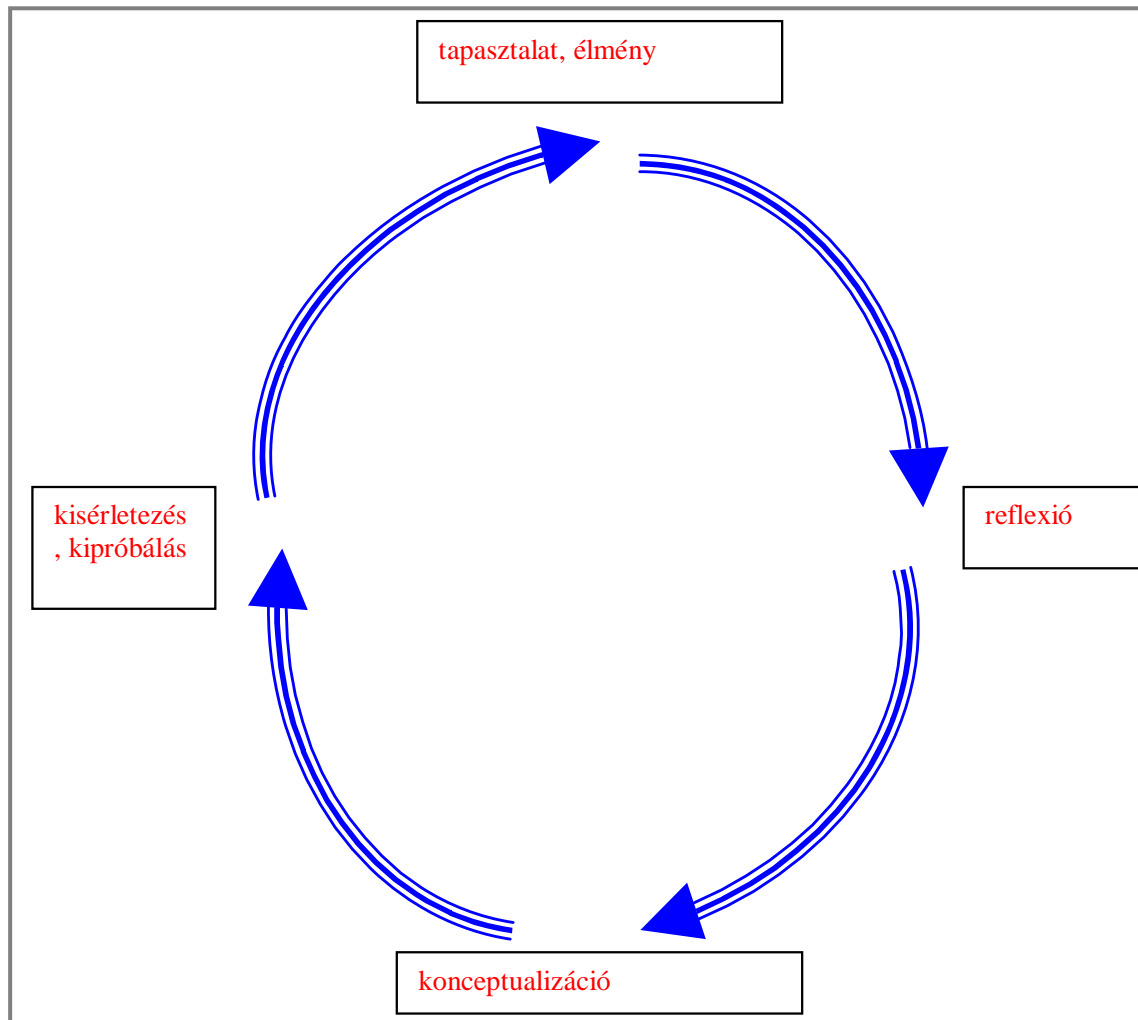 tapasztalat, élmény
kisérletezés
, kipróbálás
reflexió
konceptualizáció